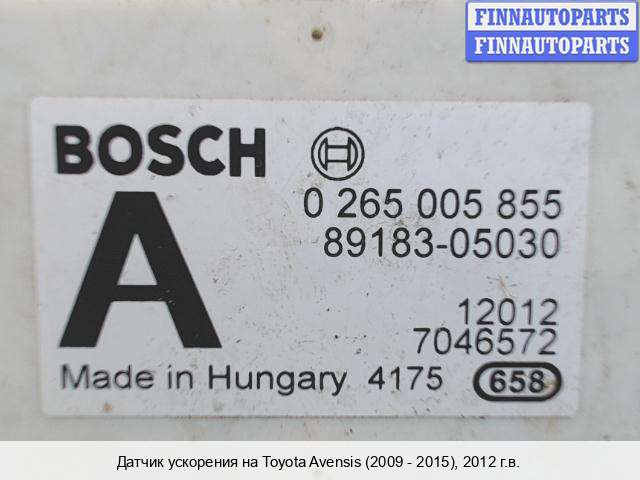 FINNAUTOPARTS
FINNAUTOPARTS
BOSCH
A
0 265 005 855
89183-05030
12012
7046572
Made in Hungary 4175 658
Датчик ускорения на Toyota Avensis (2009 - 2015), 2012 г.в.